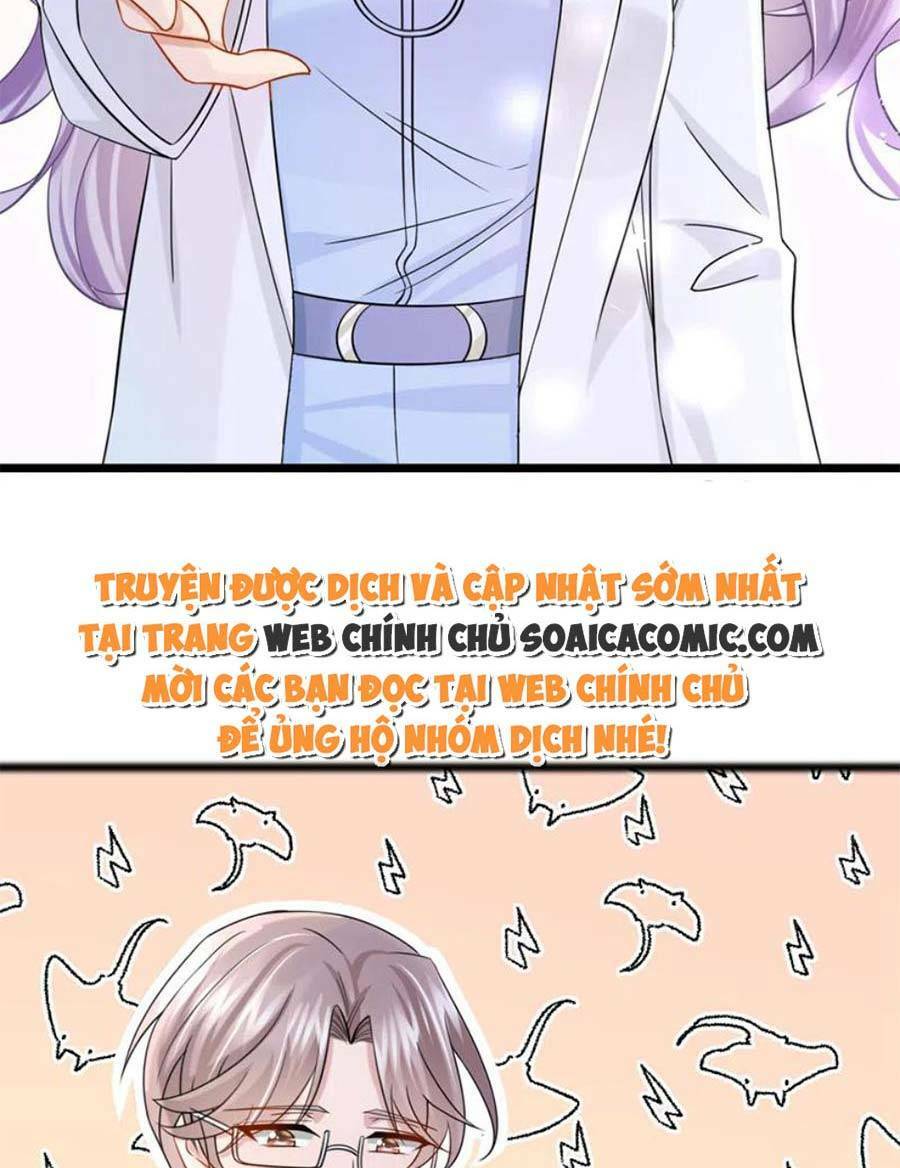 TRUYỆN ĐƯỢC DỊCH VÀ CẬP NHẬT SỚM NHẤT
TẠI TRANG WEB CHÍNH CHỦ SOAICACOMIC.COM
MỜI CÁC BẠN ĐỌC TẠI WEB CHÍNH CHỦ
ĐỂ ỦNG HỘ NHÓM DỊCH NHÉ!